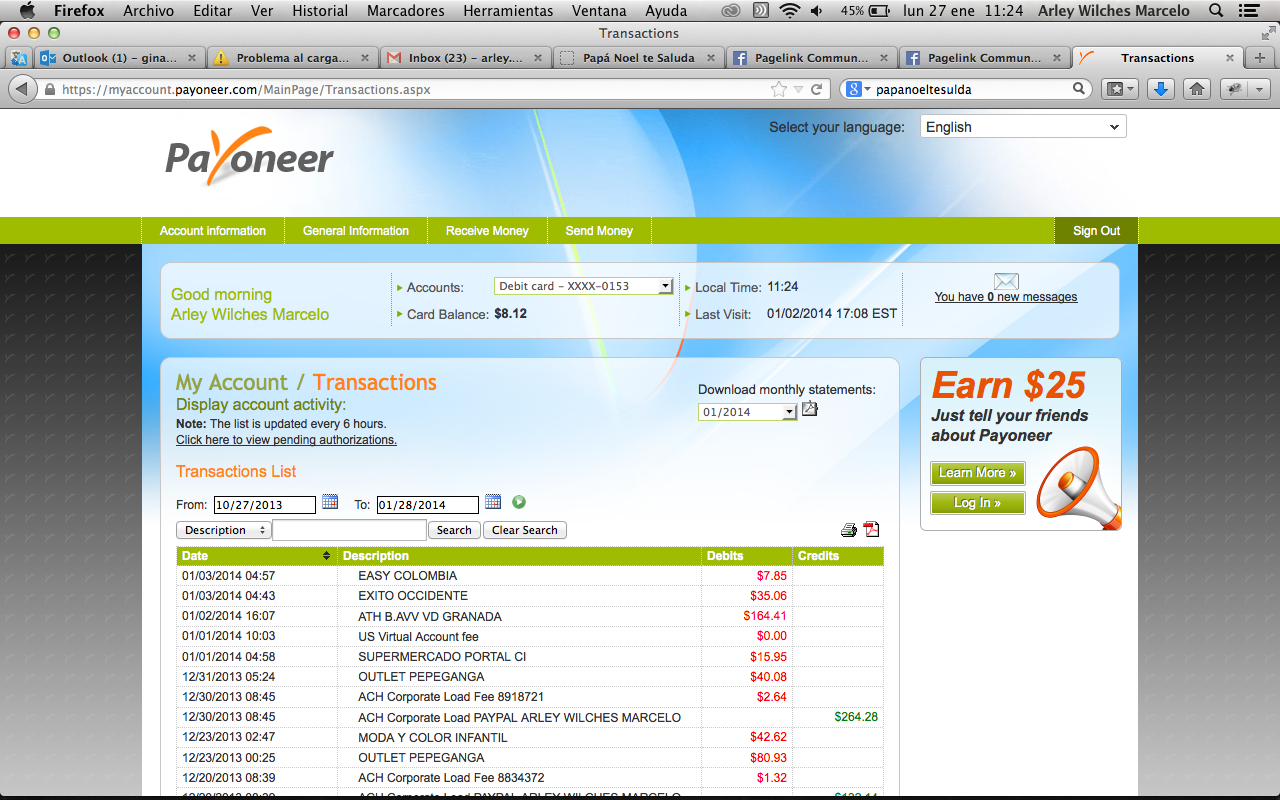 Firefox Archivo Editar Ver Historial Marcadores Herramientas Ventana Ayuda 45% lun 27 ene 11:24 Arley Wilches Marcelo
Transactions
Outlook (1) – gina... Problema al carga... Inbox (23) – arley.... Papá Noel te Saluda Pagelink Commun... Pagelink Commun... Transactions
https://myaccount.payoneer.com/MainPage/Transactions.aspx papanoeltesulda
Select your language: English
Payoneer
Account information General Information Receive Money Send Money Sign Out
Good morning
Arley Wilches Marcelo
Accounts: Debit card – XXXX-0153
Card Balance: $8.12
Local Time: 11:24
Last Visit: 01/02/2014 17:08 EST
You have 0 new messages
My Account / Transactions
Display account activity:
Note: The list is updated every 6 hours.
Click here to view pending authorizations.
Download monthly statements:
01/2014
Earn $25
Just tell your friends
about Payoneer
Learn More »
Log In »
Transactions List
From: 10/27/2013 To: 01/28/2014
Description Search Clear Search
Date Description Debits Credits
01/03/2014 04:57 EASY COLOMBIA $7.85
01/03/2014 04:43 EXITO OCCIDENTE $35.06
01/02/2014 16:07 ATH B.AVV VD GRANADA $164.41
01/01/2014 10:03 US Virtual Account fee $0.00
01/01/2014 04:58 SUPERMERCADO PORTAL CI $15.95
12/31/2013 05:24 OUTLET PEPEGANGA $40.08
12/30/2013 08:45 ACH Corporate Load Fee 8918721 $2.64
12/30/2013 08:45 ACH Corporate Load PAYPAL ARLEY WILCHES MARCELO $264.28
12/23/2013 02:47 MODA Y COLOR INFANTIL $42.62
12/23/2013 00:25 OUTLET PEPEGANGA $80.93
12/20/2013 08:39 ACH Corporate Load Fee 8834372 $1.32